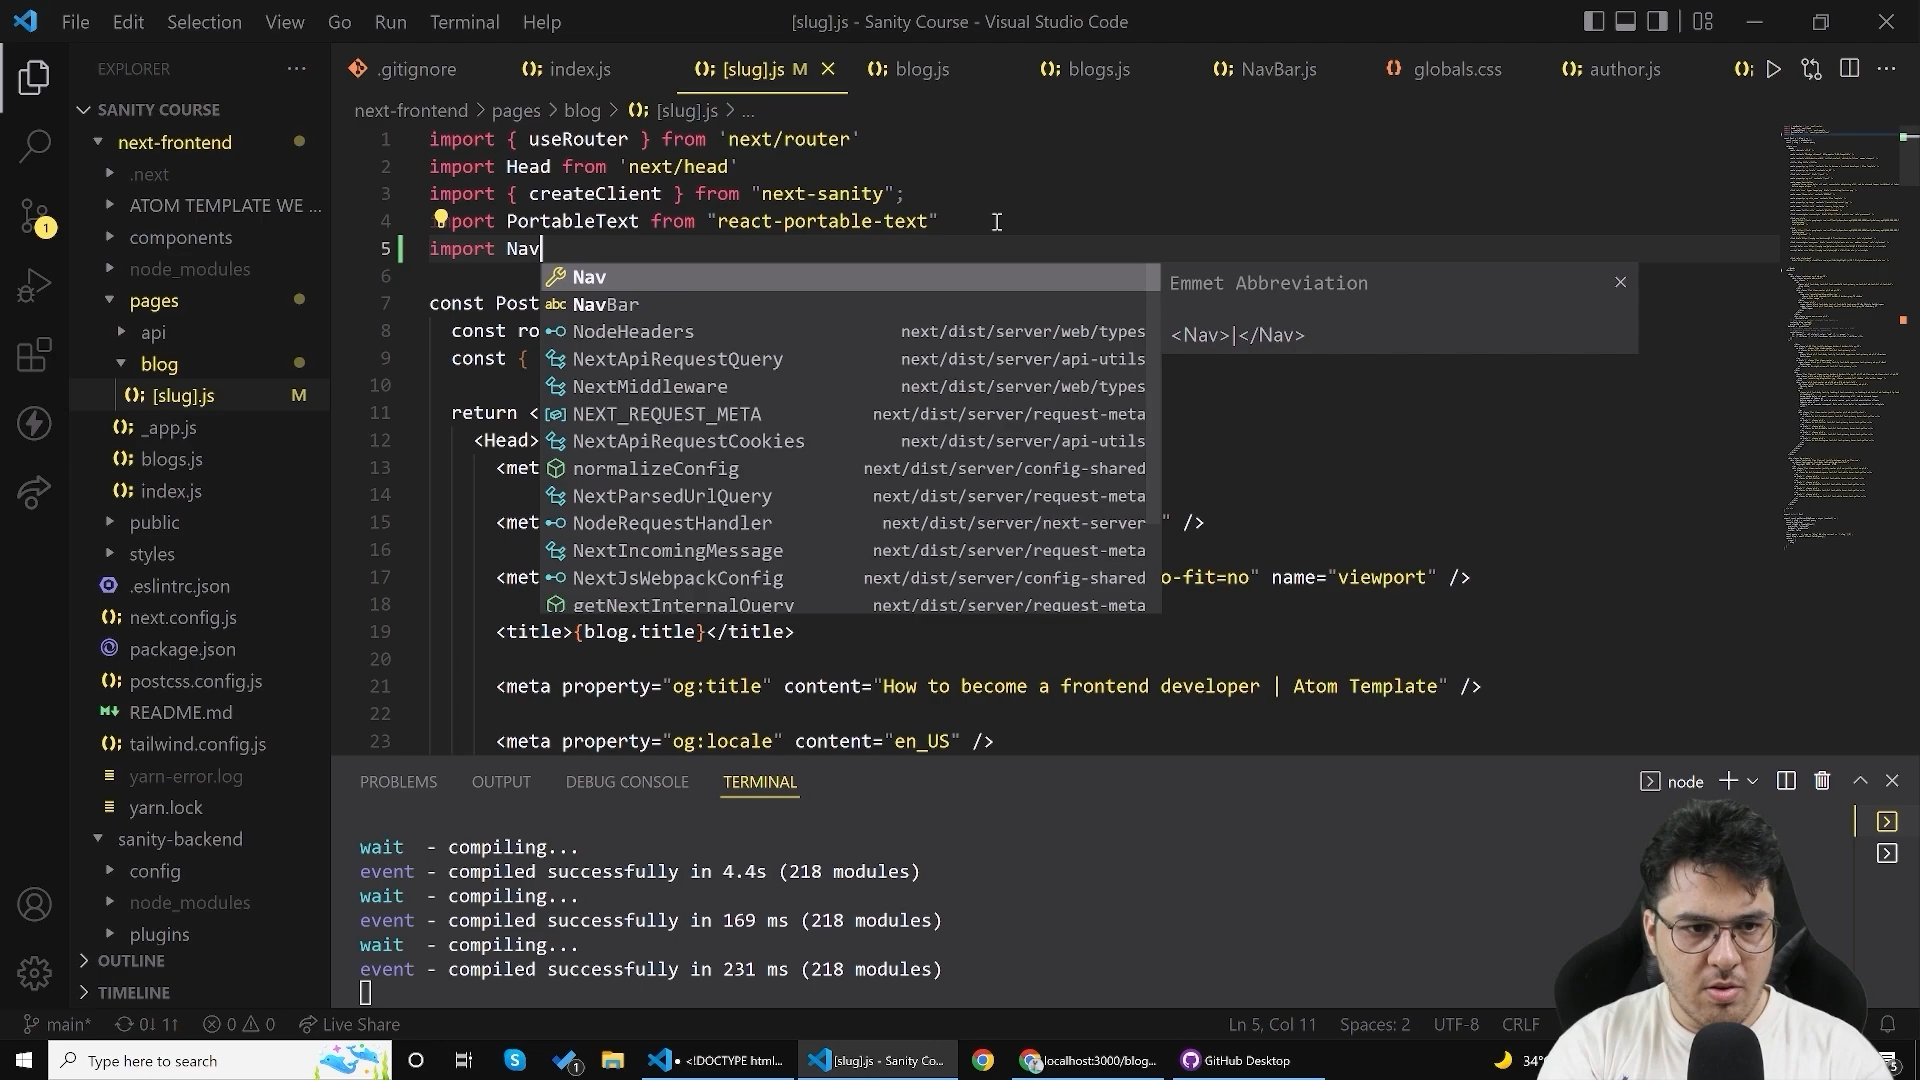 File Edit Selection View Go Run Terminal Help
[slug].js - Sanity Course - Visual Studio Code
EXPLORER
SANITY COURSE
next-frontend
.next
ATOM TEMPLATE WE ...
components
node_modules
pages
api
blog
[slug].js M
_app.js
blogs.js
index.js
public
styles
.eslintrc.json
next.config.js
package.json
postcss.config.js
README.md
tailwind.config.js
yarn-error.log
yarn.lock
sanity-backend
config
node_modules
plugins
OUTLINE
TIMELINE
1
.gitignore index.js [slug].js M blog.js blogs.js NavBar.js globals.css author.js
next-frontend > pages > blog > [slug].js > ...
1 import { useRouter } from 'next/router'
2 import Head from 'next/head'
3 import { createClient } from "next-sanity";
4 import PortableText from "react-portable-text"
5 import Nav
6
7 const Post
8 const ro
9 const {
10
11 return <
12 <Head>
13 <met
14
15 <met " />
16
17 <met o-fit=no" name="viewport" />
18
19 <title>{blog.title}</title>
20
21 <meta property="og:title" content="How to become a frontend developer | Atom Template" />
22
23 <meta property="og:locale" content="en_US" />
Nav
abc NavBar
NodeHeaders next/dist/server/web/types
NextApiRequestQuery next/dist/server/api-utils
NextMiddleware next/dist/server/web/types
NEXT_REQUEST_META next/dist/server/request-meta
NextApiRequestCookies next/dist/server/api-utils
normalizeConfig next/dist/server/config-shared
NextParsedUrlQuery next/dist/server/request-meta
NodeRequestHandler next/dist/server/next-server
NextIncomingMessage next/dist/server/request-meta
NextJsWebpackConfig next/dist/server/config-shared
getNextInternalQuery next/dist/server/request-meta
Emmet Abbreviation
<Nav>|</Nav>
PROBLEMS OUTPUT DEBUG CONSOLE TERMINAL
node
wait - compiling...
event - compiled successfully in 4.4s (218 modules)
wait - compiling...
event - compiled successfully in 169 ms (218 modules)
wait - compiling...
event - compiled successfully in 231 ms (218 modules)
main* 0↓ 1↑ 0 0 Live Share
Ln 5, Col 11 Spaces: 2 UTF-8 CRLF
Type here to search
1
<!DOCTYPE html...
[slug].js - Sanity Co...
localhost:3000/blog...
GitHub Desktop
34°
5